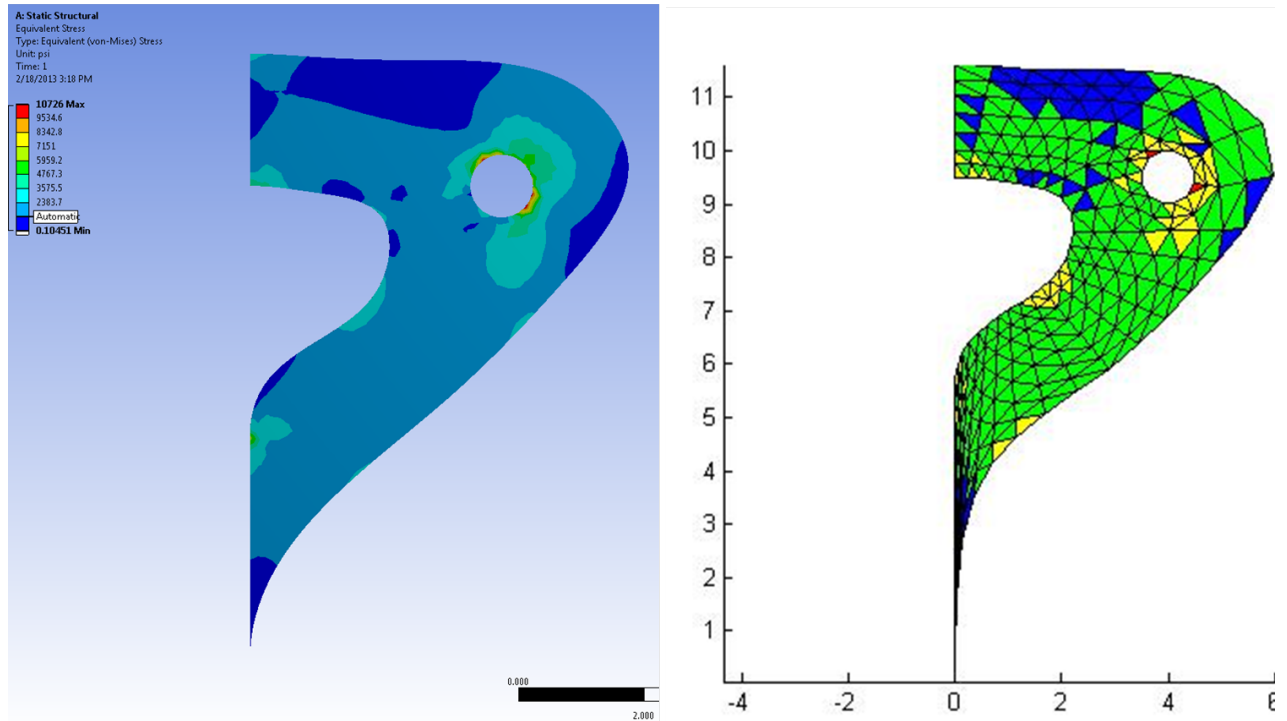 A: Static Structural
Equivalent Stress
Type: Equivalent (von-Mises) Stress
Unit: psi
Time: 1
2/18/2013 3:18 PM
10726 Max
9534.6
8342.8
7151
5959.2
4767.3
3575.5
2383.7
Automatic
0.10451 Min
0.000
2.000
11
10
9
8
7
6
5
4
3
2
1
-4
-2
0
2
4
6